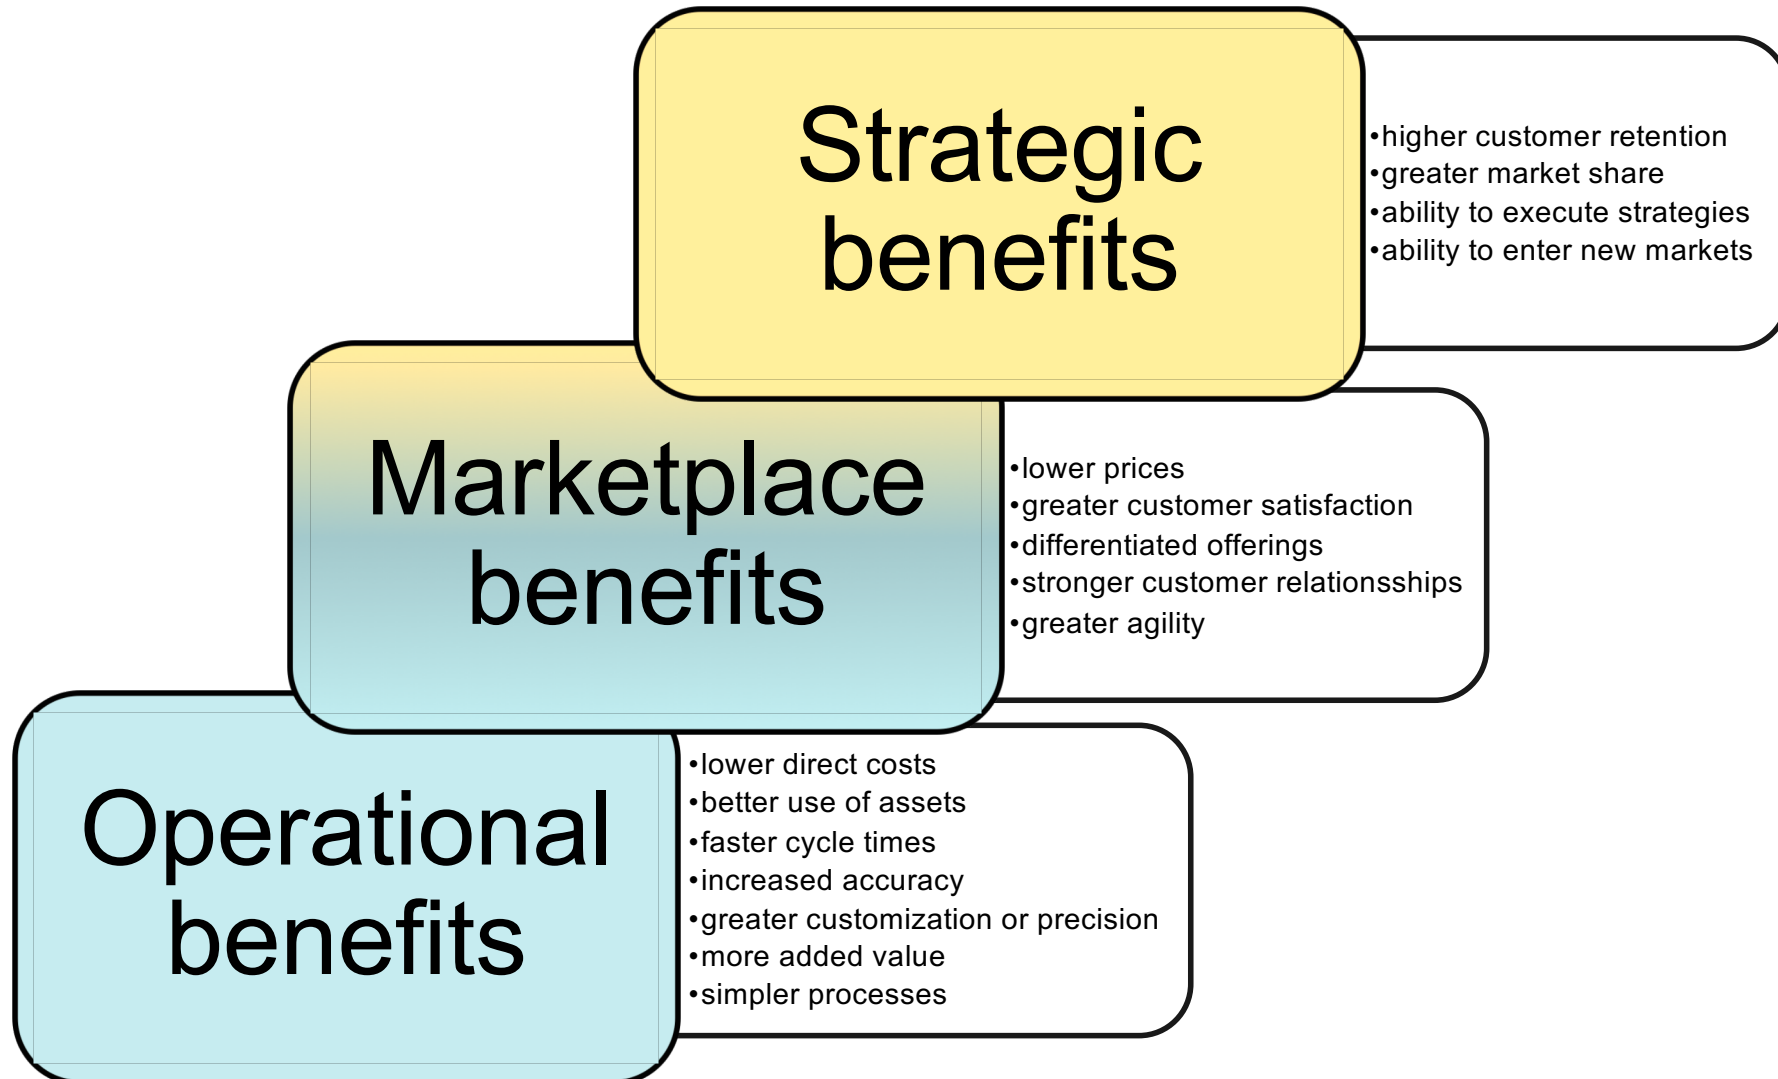 Strategic
benefits
•higher customer retention
•greater market share
•ability to execute strategies
•ability to enter new markets
Marketplace
benefits
•lower prices
•greater customer satisfaction
•differentiated offerings
•stronger customer relationsships
•greater agility
Operational
benefits
•lower direct costs
•better use of assets
•faster cycle times
•increased accuracy
•greater customization or precision
•more added value
•simpler processes